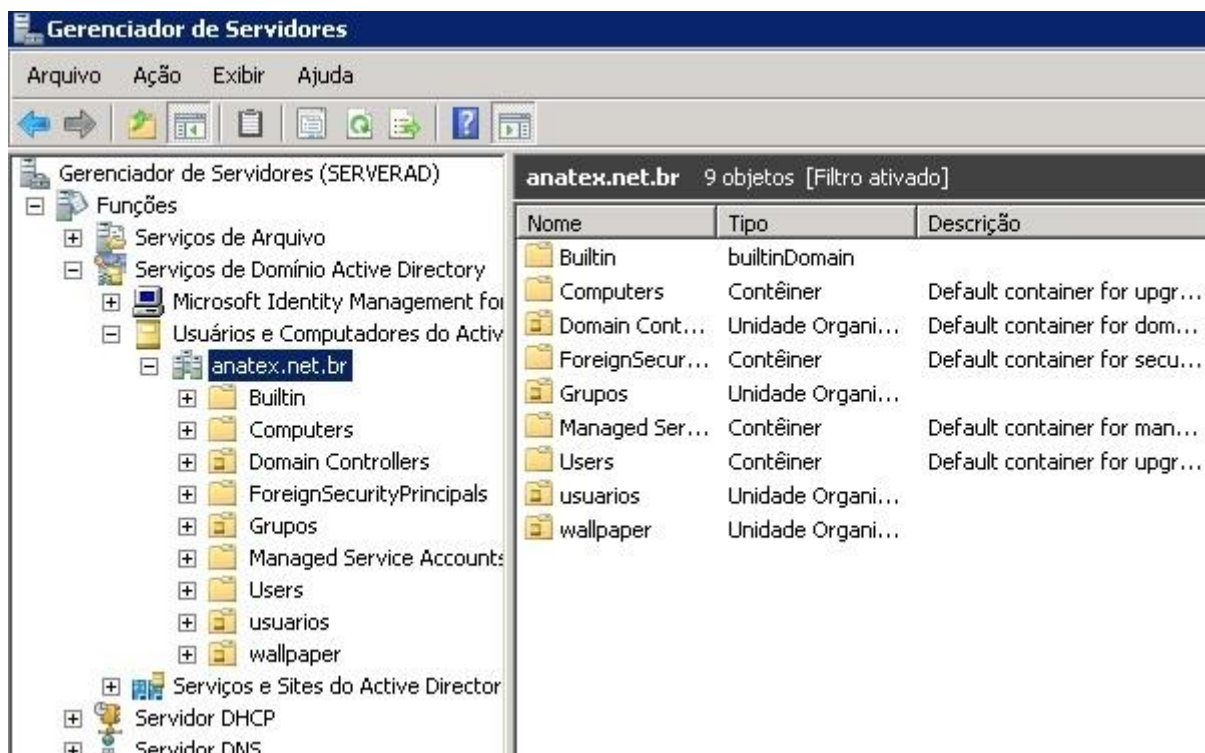 Gerenciador de Servidores
Arquivo Ação Exibir Ajuda
Gerenciador de Servidores (SERVERAD)
Funções
Serviços de Arquivo
Serviços de Domínio Active Directory
Microsoft Identity Management for
Usuários e Computadores do Activ
anatex.net.br
Builtin
Computers
Domain Controllers
ForeignSecurityPrincipals
Grupos
Managed Service Accounts
Users
usuarios
wallpaper
Serviços e Sites do Active Director
Servidor DHCP
Servidor DNS
anatex.net.br 9 objetos [Filtro ativado]
Nome Tipo Descrição
Builtin builtinDomain
Computers Contêiner Default container for upgr...
Domain Cont... Unidade Organi... Default container for dom...
ForeignSecur... Contêiner Default container for secu...
Grupos Unidade Organi...
Managed Ser... Contêiner Default container for man...
Users Contêiner Default container for upgr...
usuarios Unidade Organi...
wallpaper Unidade Organi...